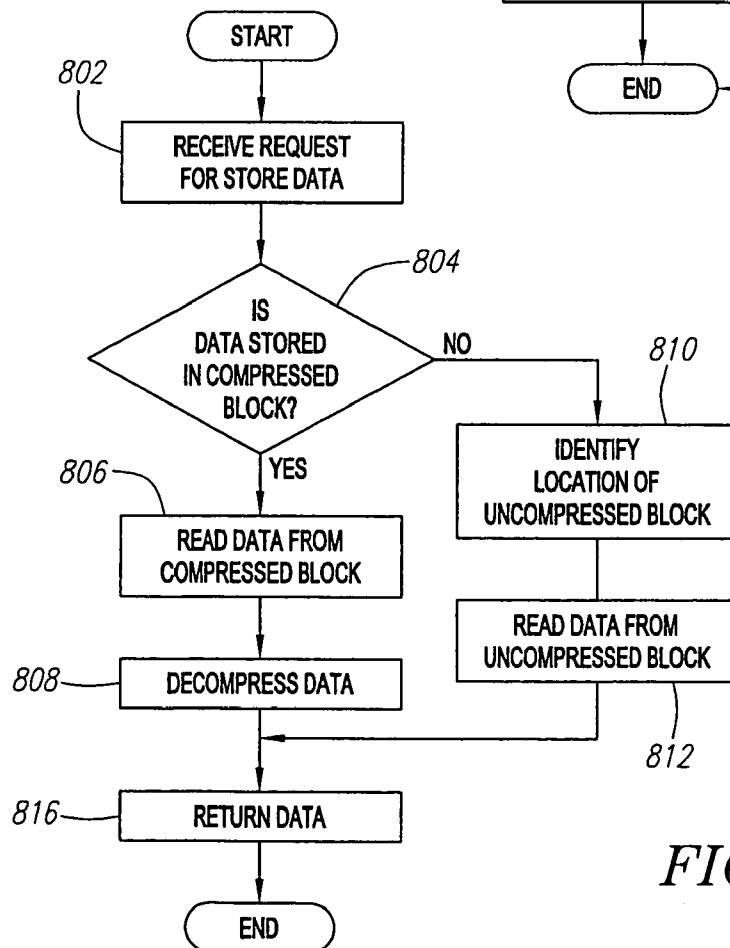 START
END
802
RECEIVE REQUEST
FOR STORE DATA
804
IS
DATA STORED
IN COMPRESSED
BLOCK?
NO
YES
810
IDENTIFY
LOCATION OF
UNCOMPRESSED BLOCK
806
READ DATA FROM
COMPRESSED BLOCK
READ DATA FROM
UNCOMPRESSED BLOCK
812
808
DECOMPRESS DATA
816
RETURN DATA
END